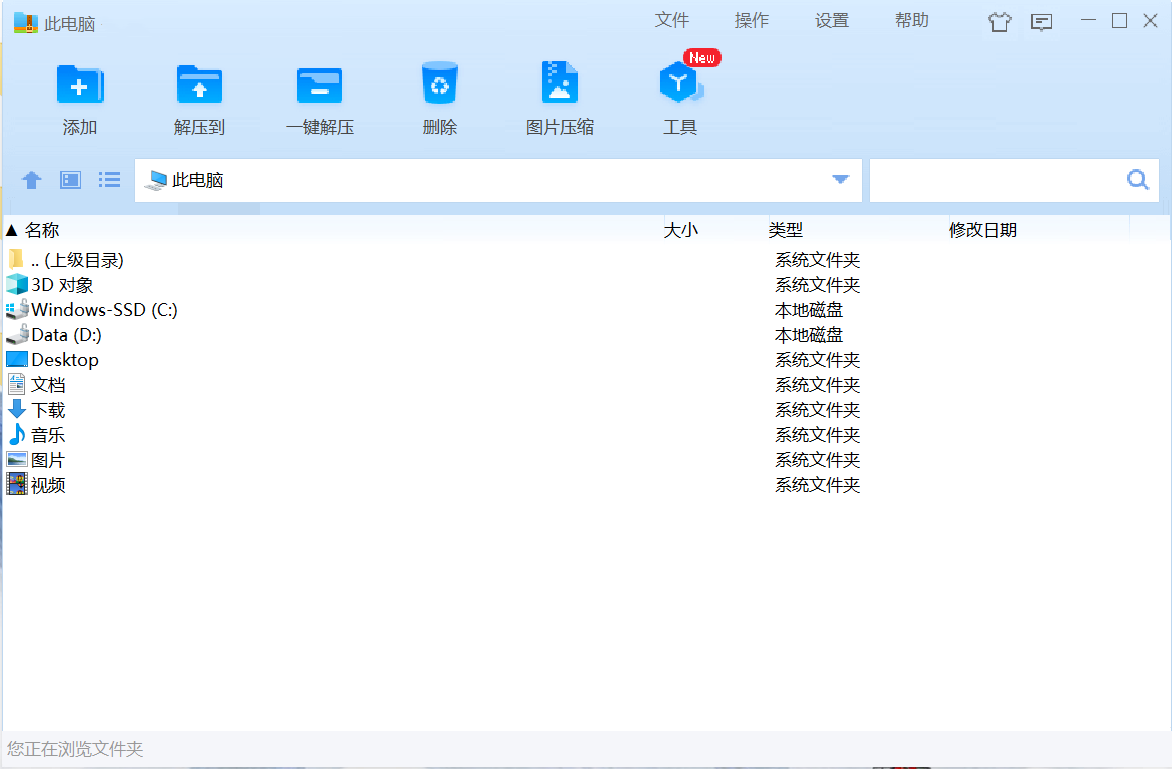 此电脑 文件 操作 设置 帮助
New
添加 解压到 一键解压 删除 图片压缩 工具
此电脑
▲ 名称 大小 类型 修改日期
.. (上级目录) 系统文件夹
3D 对象 系统文件夹
Windows-SSD (C:) 本地磁盘
Data (D:) 本地磁盘
Desktop 系统文件夹
文档 系统文件夹
下载 系统文件夹
音乐 系统文件夹
图片 系统文件夹
视频 系统文件夹
您正在浏览文件夹